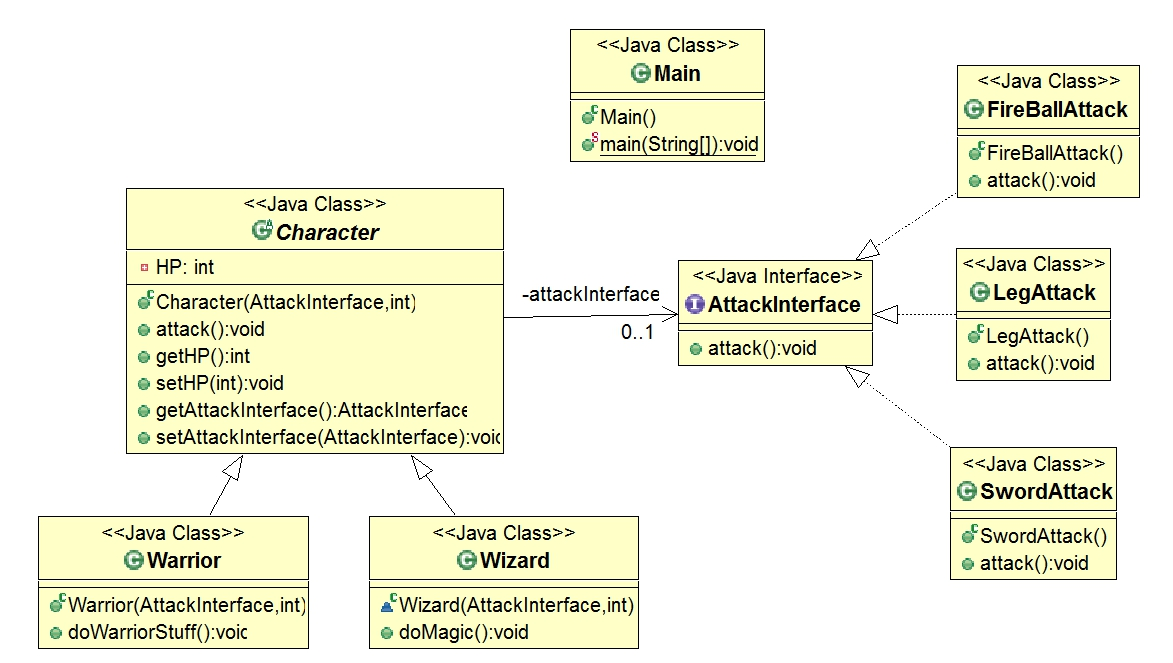 <<Java Class>>
Main
Main()
main(String[]):void
<<Java Class>>
FireBallAttack
FireBallAttack()
attack():void
<<Java Class>>
Character
HP: int
Character(AttackInterface,int)
attack():void
getHP():int
setHP(int):void
getAttackInterface():AttackInterface
setAttackInterface(AttackInterface):voic
-attackInterface
0..1
<<Java Interface>>
AttackInterface
attack():void
<<Java Class>>
LegAttack
LegAttack()
attack():void
<<Java Class>>
SwordAttack
SwordAttack()
attack():void
<<Java Class>>
Warrior
Warrior(AttackInterface,int)
doWarriorStuff():voic
<<Java Class>>
Wizard
Wizard(AttackInterface,int)
doMagic():void